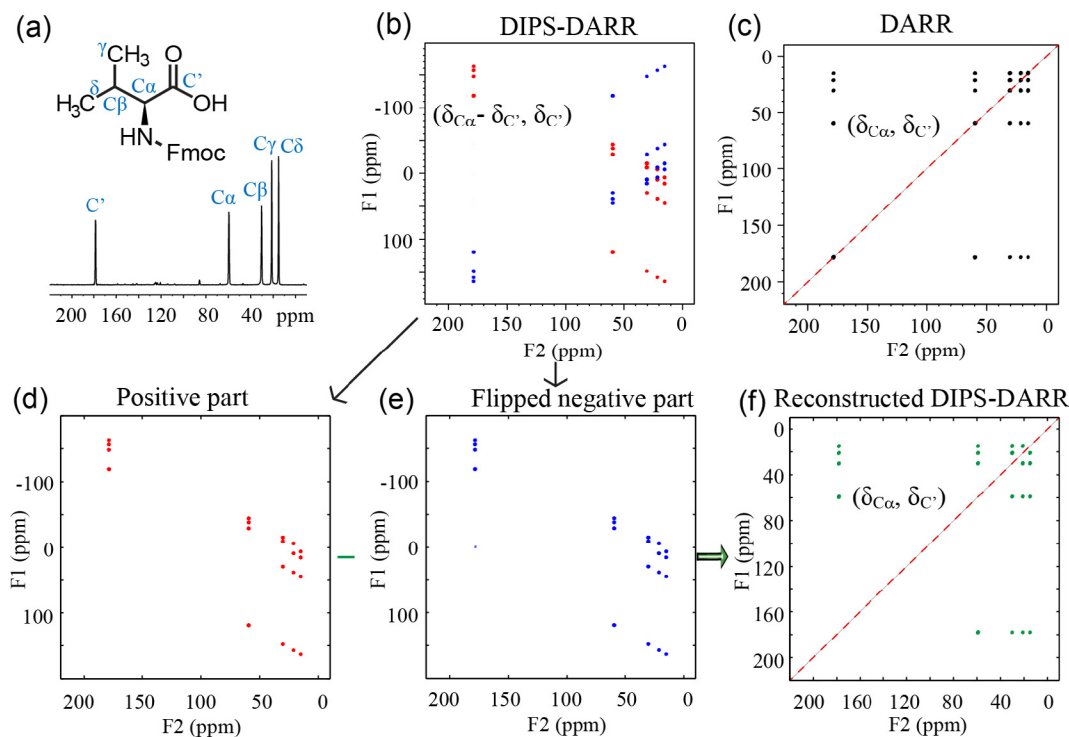 (a)
γ
CH₃
O
Cα
C'
δ
H₃C
Cβ
OH
HN
Fmoc
Cγ Cδ
C'
Cα
Cβ
200 160 120 80 40 ppm
(b)
DIPS-DARR
-100
(δCα- δC', δC')
0
100
F1 (ppm)
200 150 100 50 0
F2 (ppm)
(c)
DARR
0
50
(δCα, δC')
100
150
200
F1 (ppm)
200 150 100 50 0
F2 (ppm)
(d)
Positive part
-100
0
100
F1 (ppm)
200 150 100 50 0
F2 (ppm)
(e)
Flipped negative part
-100
0
100
F1 (ppm)
200 150 100 50 0
F2 (ppm)
(f)
Reconstructed DIPS-DARR
0
40
(δCα, δC')
80
120
160
200
F1 (ppm)
200 160 120 80 40 0
F2 (ppm)